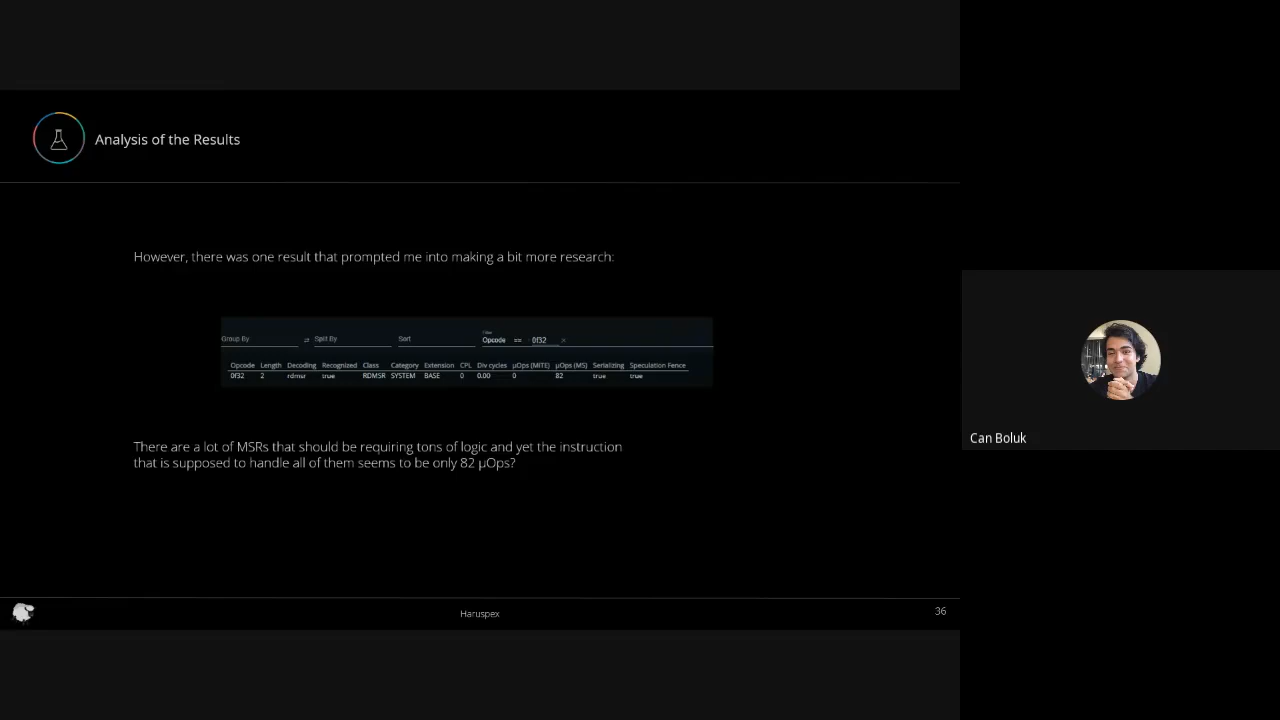 Analysis of the Results
However, there was one result that prompted me into making a bit more research:
Filter
Group By Split By Sort Opcode == 0f32 ×
Opcode Length Decoding Recognized Class Category Extension CPL Div cycles µOps (MITE) µOps (MS) Serializing Speculation Fence
0f32 2 rdmsr true RDMSR SYSTEM BASE 0 0.00 0 82 true true
There are a lot of MSRs that should be requiring tons of logic and yet the instruction
that is supposed to handle all of them seems to be only 82 µOps?
Can Boluk
Haruspex
36